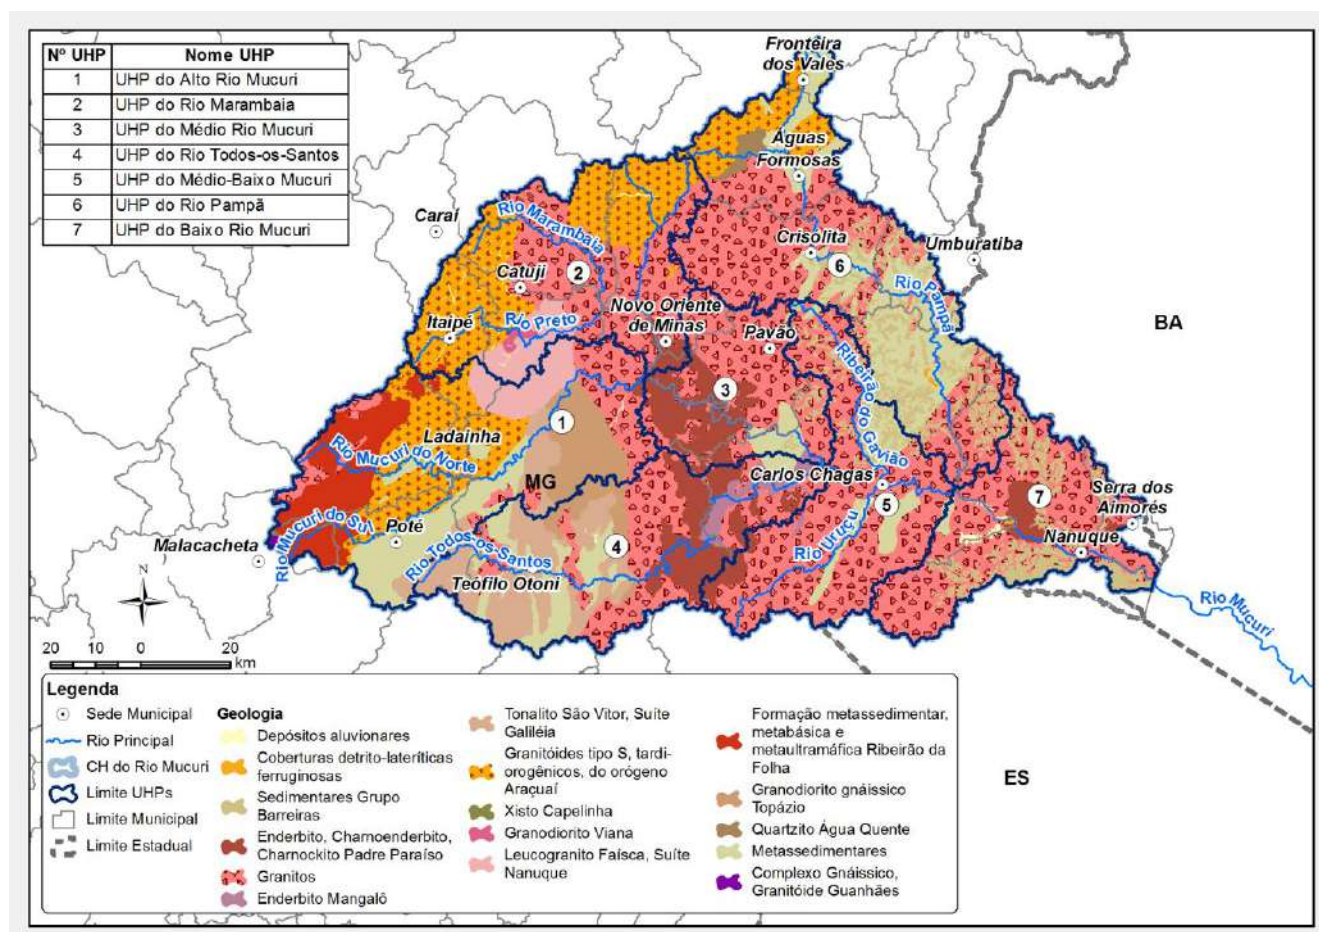 Nº UHP Nome UHP
1 UHP do Alto Rio Mucuri
2 UHP do Rio Marambaia
3 UHP do Médio Rio Mucuri
4 UHP do Rio Todos-os-Santos
5 UHP do Médio-Baixo Mucuri
6 UHP do Rio Pampã
7 UHP do Baixo Rio Mucuri
Fronteira
dos Vales
Águas
Formosas
Caraí
Rio Marambaia
Crisolita
Umburatiba
6
2
Catuji
Rio Pampã
Novo Oriente
de Minas
Itaipé
Rio Preto
Pavão
BA
Ribeirão do Gavião
3
1
Ladainha
Rio Mucuri do Norte
MG
Carlos Chagas
7
Serra dos
Aimorés
5
Rio Mucuri do Sul
Poté
Malacacheta
Rio Todos-os-Santos
4
Rio Uruçu
Nanuque
Teófilo Otoni
Rio Mucuri
N
20 10 0 20
km
ES
Legenda
Sede Municipal
Rio Principal
CH do Rio Mucuri
Limite UHPs
Limite Municipal
Limite Estadual
Geologia
Depósitos aluvionares
Coberturas detrito-lateríticas
ferruginosas
Sedimentares Grupo
Barreiras
Enderbito, Charnoenderbito,
Charnockito Padre Paraíso
Granitos
Enderbito Mangalô
Tonalito São Vitor, Suíte
Galiléia
Granitóides tipo S, tardi-
orogênicos, do orógeno
Araçuaí
Xisto Capelinha
Granodiorito Viana
Leucogranito Faísca, Suíte
Nanuque
Formação metassedimentar,
metabásica e
metaultramáfica Ribeirão da
Folha
Granodiorito gnáissico
Topázio
Quartzito Água Quente
Metassedimentares
Complexo Gnáissico,
Granitóide Guanhães